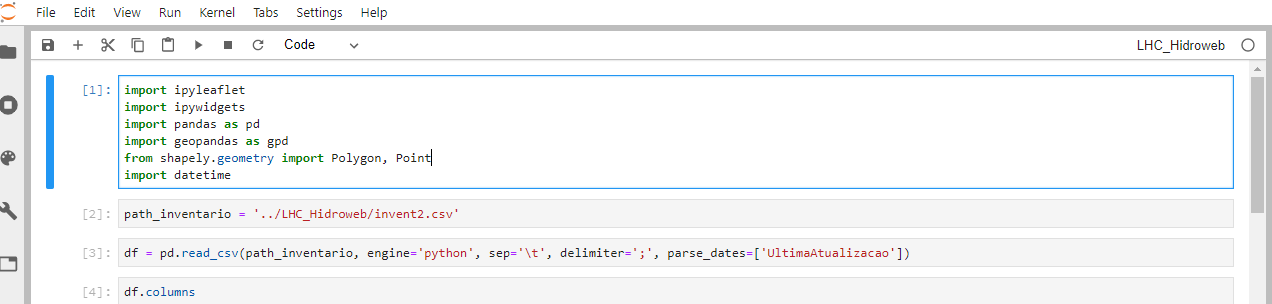 File Edit View Run Kernel Tabs Settings Help
Code
LHC_Hidroweb
[1]:
import ipyleaflet
import ipywidgets
import pandas as pd
import geopandas as gpd
from shapely.geometry import Polygon, Point
import datetime
[2]: path_inventario = '../LHC_Hidroweb/invent2.csv'
[3]: df = pd.read_csv(path_inventario, engine='python', sep='\t', delimiter=';', parse_dates=['UltimaAtualizacao'])
[4]: df.columns